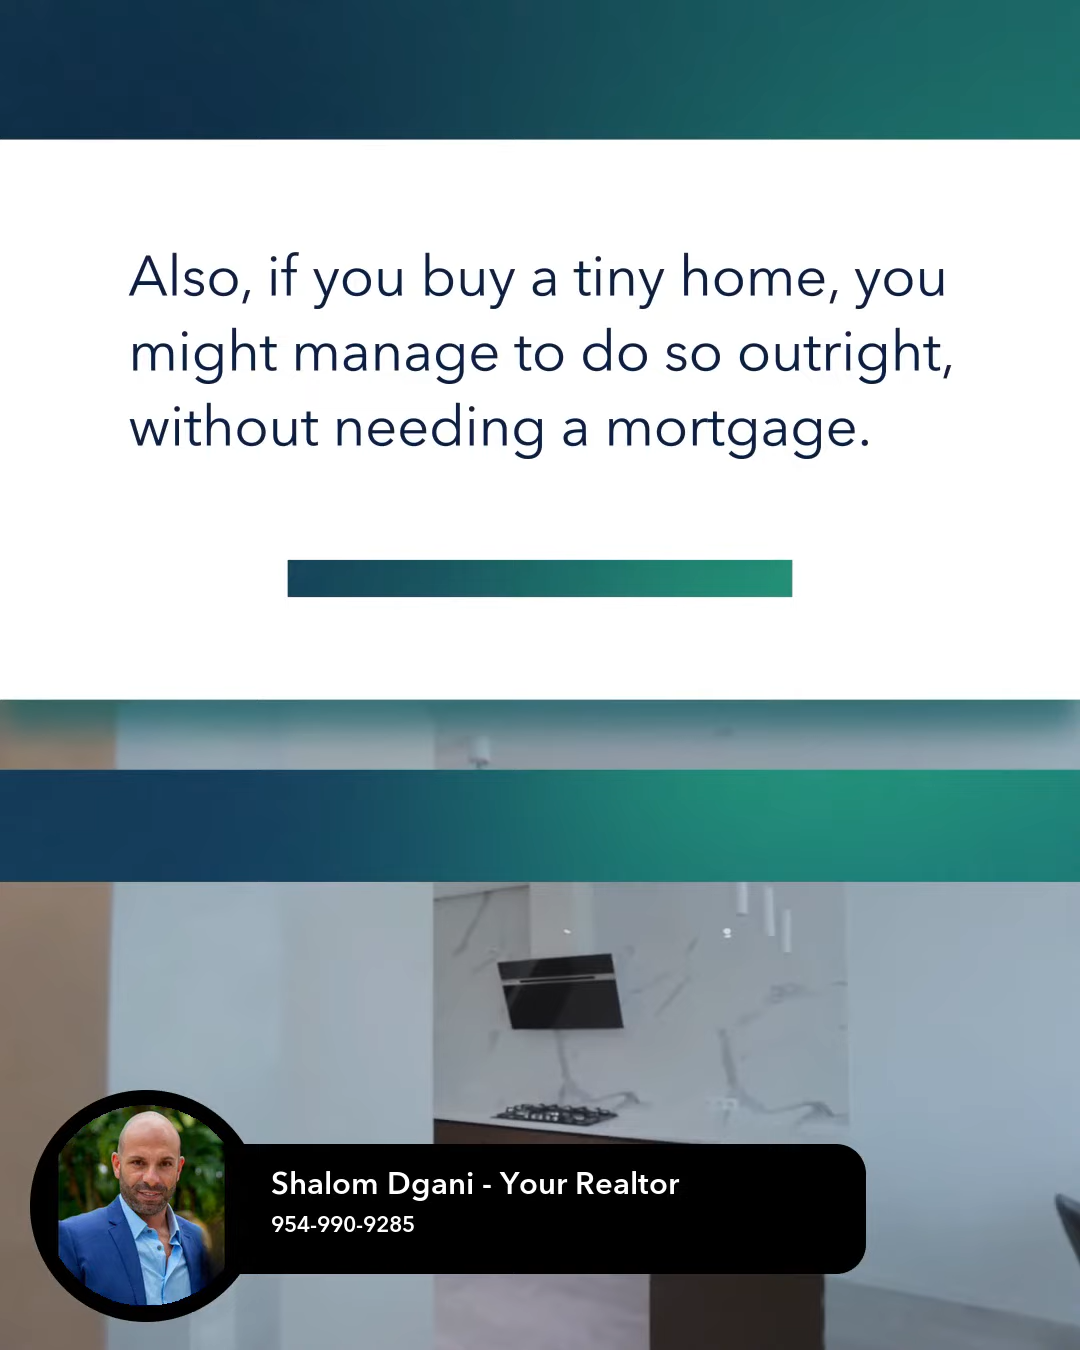 Also, if you buy a tiny home, you
might manage to do so outright,
without needing a mortgage.
Shalom Dgani - Your Realtor
954-990-9285